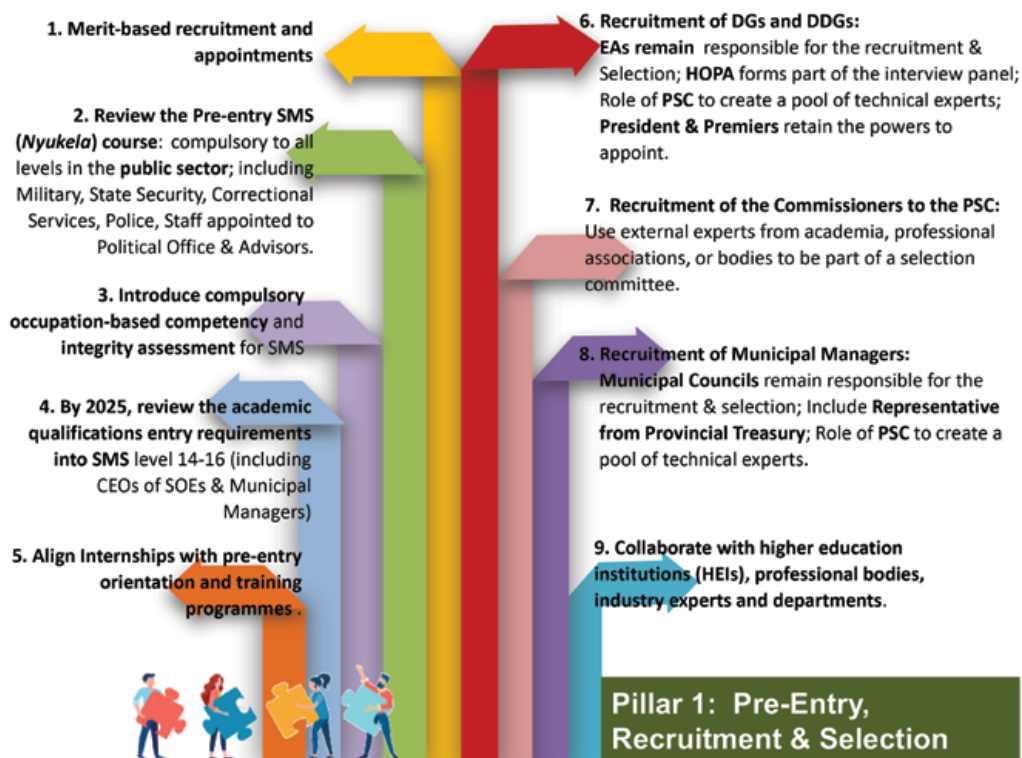 1. Merit-based recruitment and
appointments
2. Review the Pre-entry SMS
(Nyukela) course: compulsory to all
levels in the public sector; including
Military, State Security, Correctional
Services, Police, Staff appointed to
Political Office & Advisors.
3. Introduce compulsory
occupation-based competency and
integrity assessment for SMS
4. By 2025, review the academic
qualifications entry requirements
into SMS level 14-16 (including
CEOs of SOEs & Municipal
Managers)
5. Align Internships with pre-entry
orientation and training
programmes .
6. Recruitment of DGs and DDGs:
EAs remain responsible for the recruitment &
Selection; HOPA forms part of the interview panel;
Role of PSC to create a pool of technical experts;
President & Premiers retain the powers to
appoint.
7. Recruitment of the Commissioners to the PSC:
Use external experts from academia, professional
associations, or bodies to be part of a selection
committee.
8. Recruitment of Municipal Managers:
Municipal Councils remain responsible for the
recruitment & selection; Include Representative
from Provincial Treasury; Role of PSC to create a
pool of technical experts.
9. Collaborate with higher education
institutions (HEIs), professional bodies,
industry experts and departments.
Pillar 1: Pre-Entry,
Recruitment & Selection